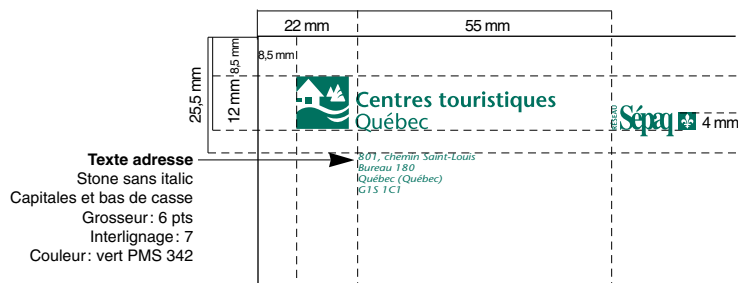 22 mm
55 mm
8,5 mm
8,5 mm
12 mm
25,5 mm
Centres touristiques
Québec
RÉSEAU
Sépaq
4 mm
801, chemin Saint-Louis
Bureau 180
Québec (Québec)
G1S 1C1
Texte adresse
Stone sans italic
Capitales et bas de casse
Grosseur : 6 pts
Interlignage : 7
Couleur : vert PMS 342